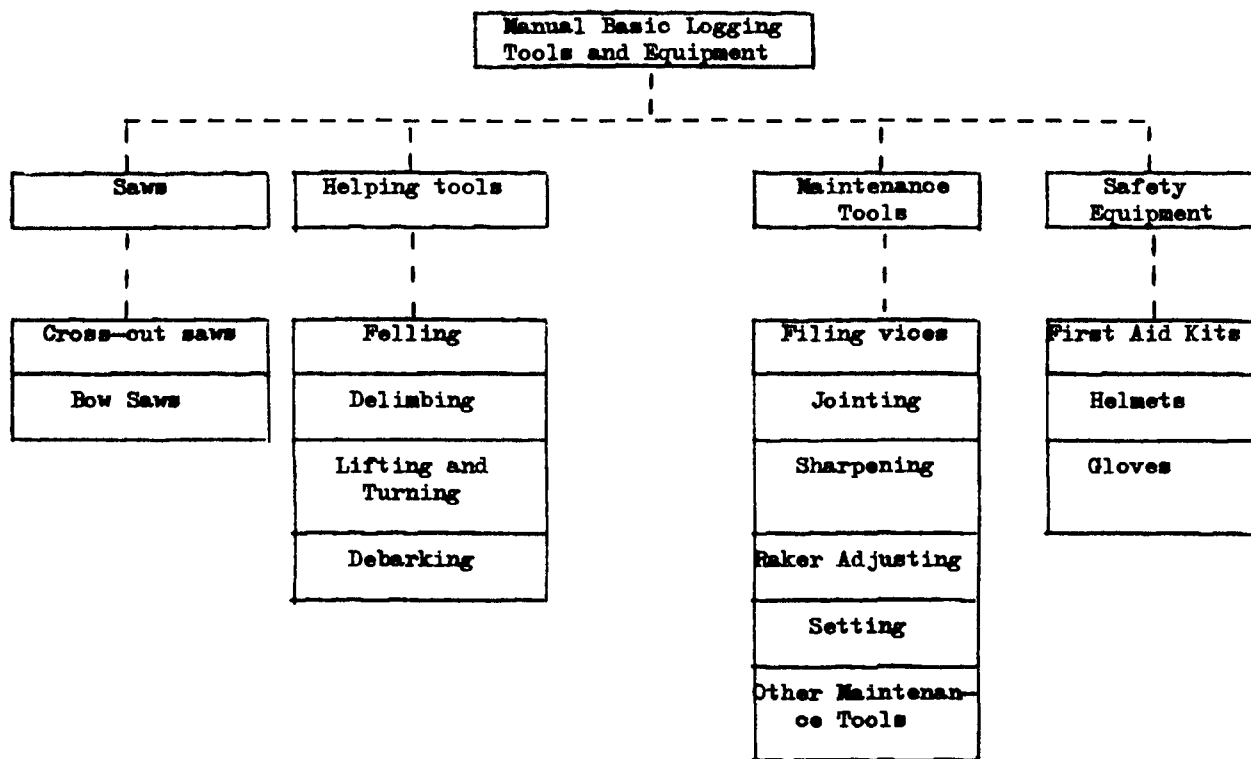 Manual Basic Logging
Tools and Equipment
Saws
Helping tools
Maintenance
Tools
Safety
Equipment
Cross-cut saws
Bow Saws
Felling
Delimbing
Lifting and
Turning
Debarking
Filing vices
Jointing
Sharpening
Raker Adjusting
Setting
Other Maintenan-
ce Tools
First Aid Kits
Helmets
Gloves